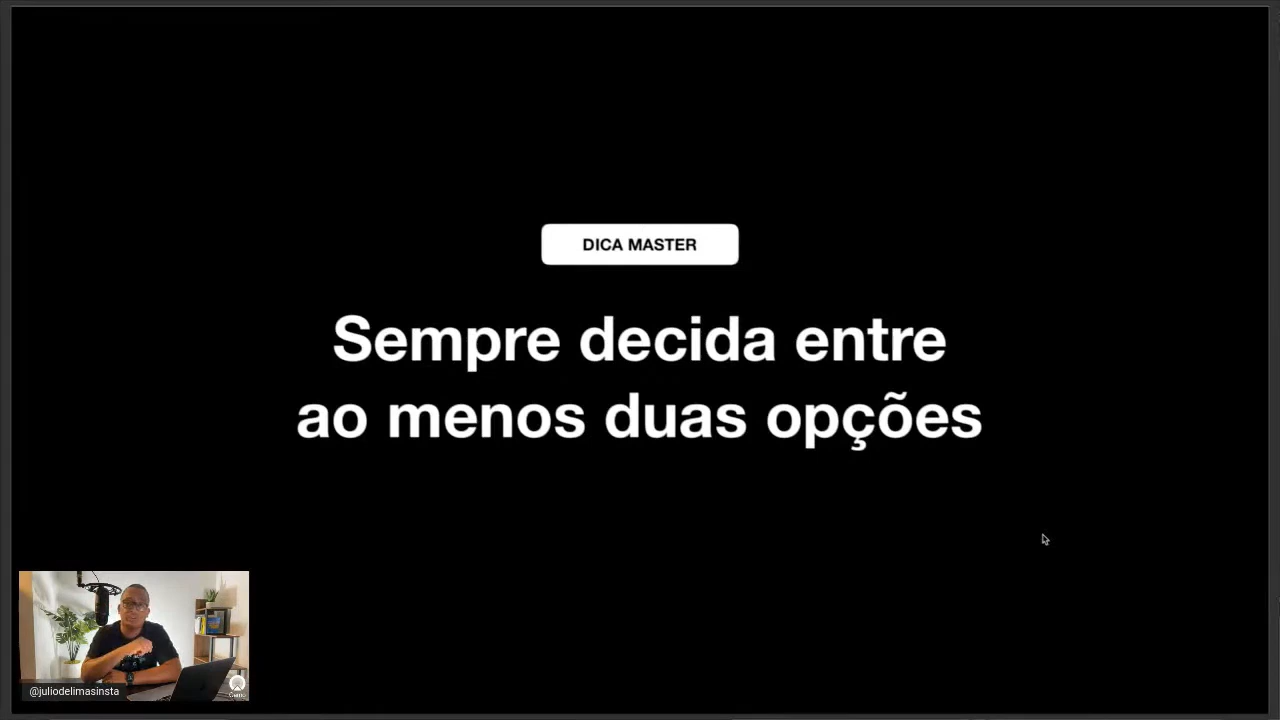 DICA MASTER
Sempre decida entre
ao menos duas opções
@juliodelimasinsta